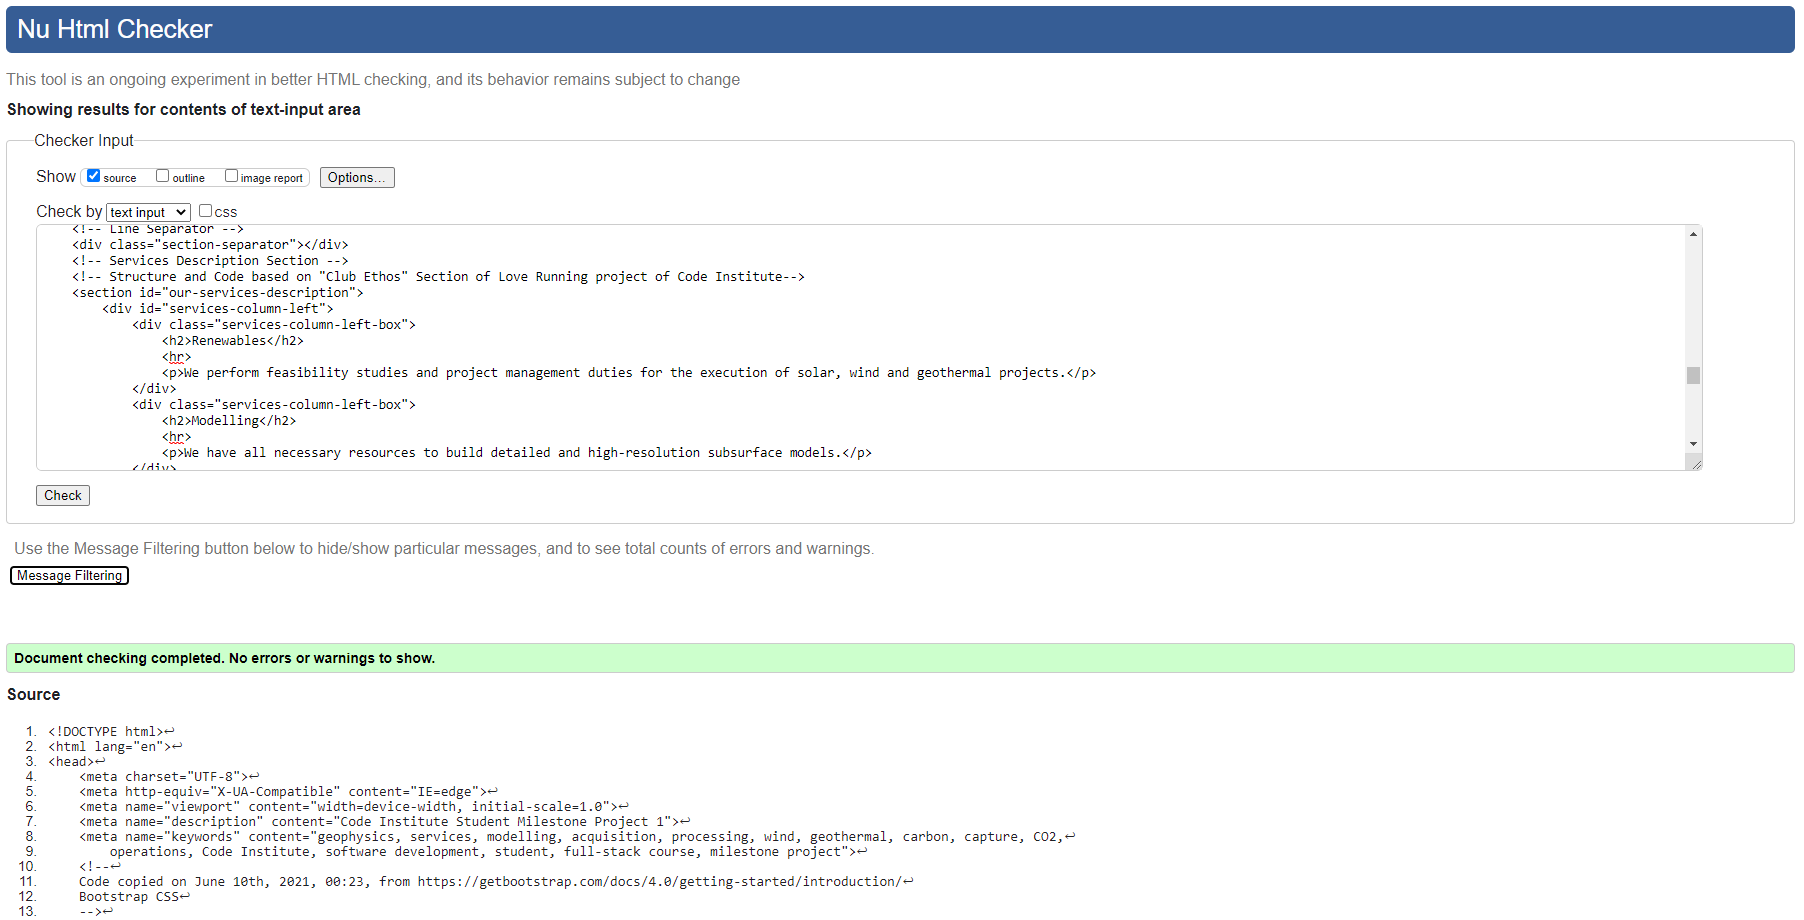 Nu Html Checker
This tool is an ongoing experiment in better HTML checking, and its behavior remains subject to change
Showing results for contents of text-input area
Checker Input
Show source outline image report Options...
Check by text input css
<!-- Line Separator -->
<div class="section-separator"></div>
<!-- Services Description Section -->
<!-- Structure and Code based on "Club Ethos" Section of Love Running project of Code Institute-->
<section id="our-services-description">
<div id="services-column-left">
<div class="services-column-left-box">
<h2>Renewables</h2>
<hr>
<p>We perform feasibility studies and project management duties for the execution of solar, wind and geothermal projects.</p>
</div>
<div class="services-column-left-box">
<h2>Modelling</h2>
<hr>
<p>We have all necessary resources to build detailed and high-resolution subsurface models.</p>
</div>
Check
Use the Message Filtering button below to hide/show particular messages, and to see total counts of errors and warnings.
Message Filtering
Document checking completed. No errors or warnings to show.
Source
1. <!DOCTYPE html>↩
2. <html lang="en">↩
3. <head>↩
4. <meta charset="UTF-8">↩
5. <meta http-equiv="X-UA-Compatible" content="IE=edge">↩
6. <meta name="viewport" content="width=device-width, initial-scale=1.0">↩
7. <meta name="description" content="Code Institute Student Milestone Project 1">↩
8. <meta name="keywords" content="geophysics, services, modelling, acquisition, processing, wind, geothermal, carbon, capture, CO2,↩
9. operations, Code Institute, software development, student, full-stack course, milestone project">↩
10. <!--↩
11. Code copied on June 10th, 2021, 00:23, from https://getbootstrap.com/docs/4.0/getting-started/introduction/↩
12. Bootstrap CSS↩
13. -->↩